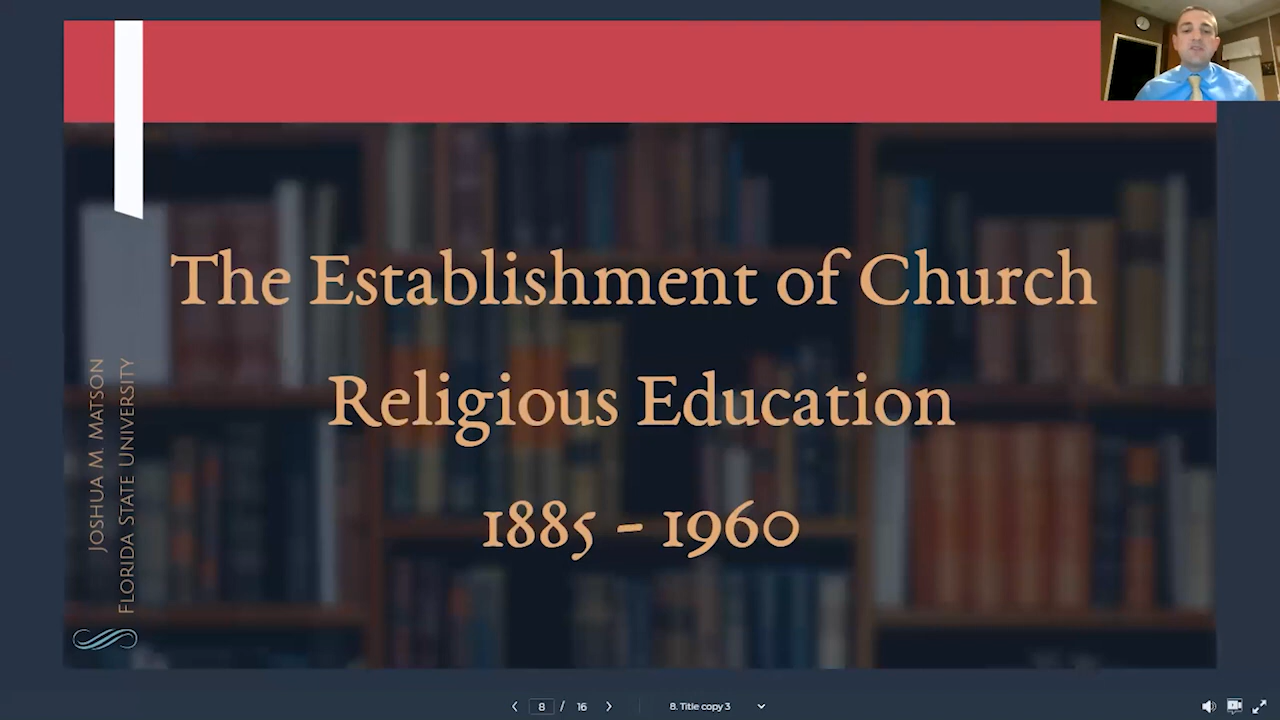 The Establishment of Church
Religious Education
1885 - 1960
JOSHUA M. MATSON
FLORIDA STATE UNIVERSITY
8 / 16
8. Title copy 3